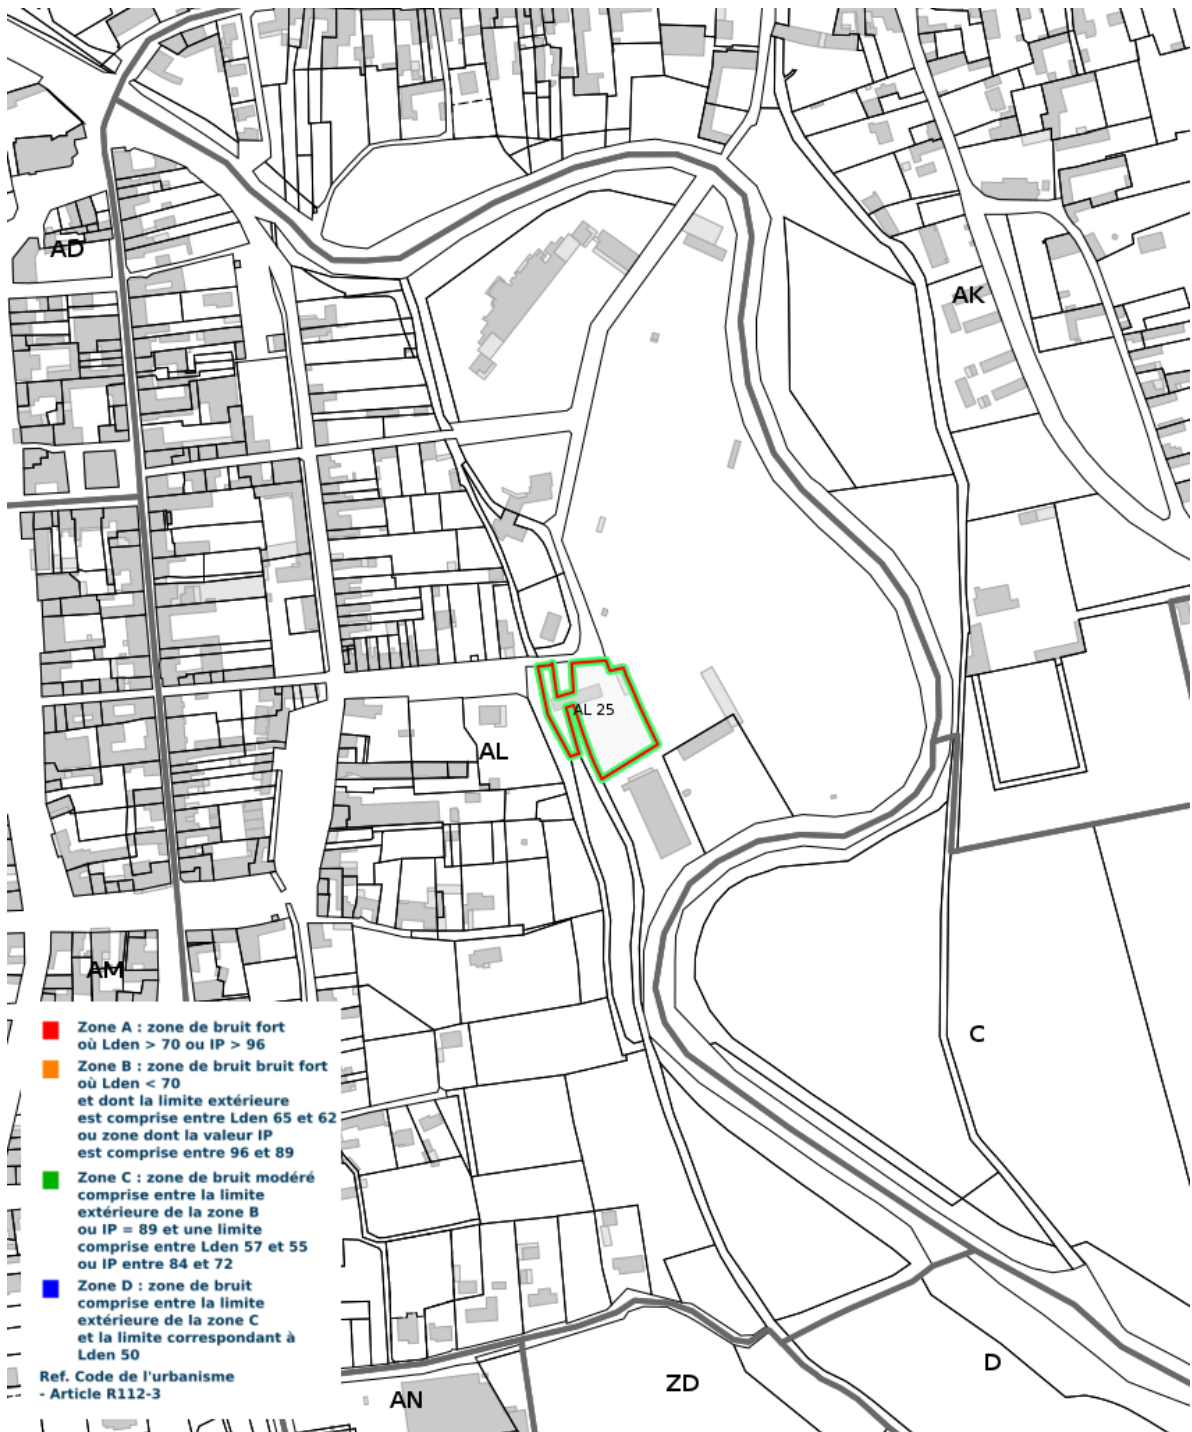 AD
AK
AL 25
AL
AM
C
Zone A : zone de bruit fort
où Lden > 70 ou IP > 96
Zone B : zone de bruit bruit fort
où Lden < 70
et dont la limite extérieure
est comprise entre Lden 65 et 62
ou zone dont la valeur IP
est comprise entre 96 et 89
Zone C : zone de bruit modéré
comprise entre la limite
extérieure de la zone B
ou IP = 89 et une limite
comprise entre Lden 57 et 55
ou IP entre 84 et 72
Zone D : zone de bruit
comprise entre la limite
extérieure de la zone C
et la limite correspondant à
Lden 50
Ref. Code de l'urbanisme
- Article R112-3
D
ZD
AN